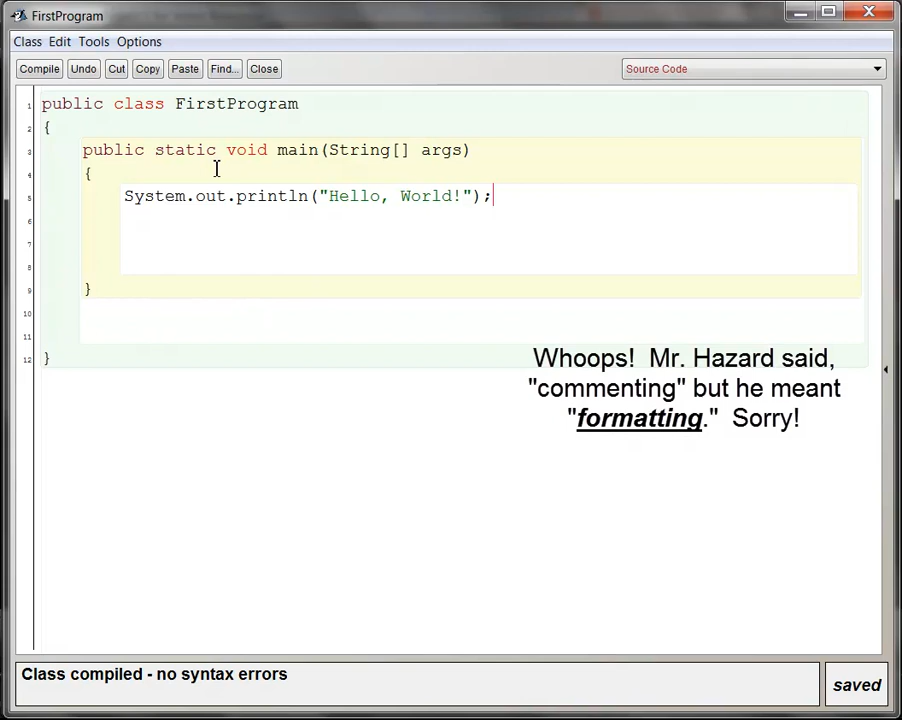 FirstProgram
Class Edit Tools Options
Compile Undo Cut Copy Paste Find... Close Source Code
1 public class FirstProgram
2 {
3 public static void main(String[] args)
4 {
5 System.out.println("Hello, World!");
6
7
8
9 }
10
11
12 }
Whoops! Mr. Hazard said,
"commenting" but he meant
"formatting." Sorry!
Class compiled - no syntax errors
saved